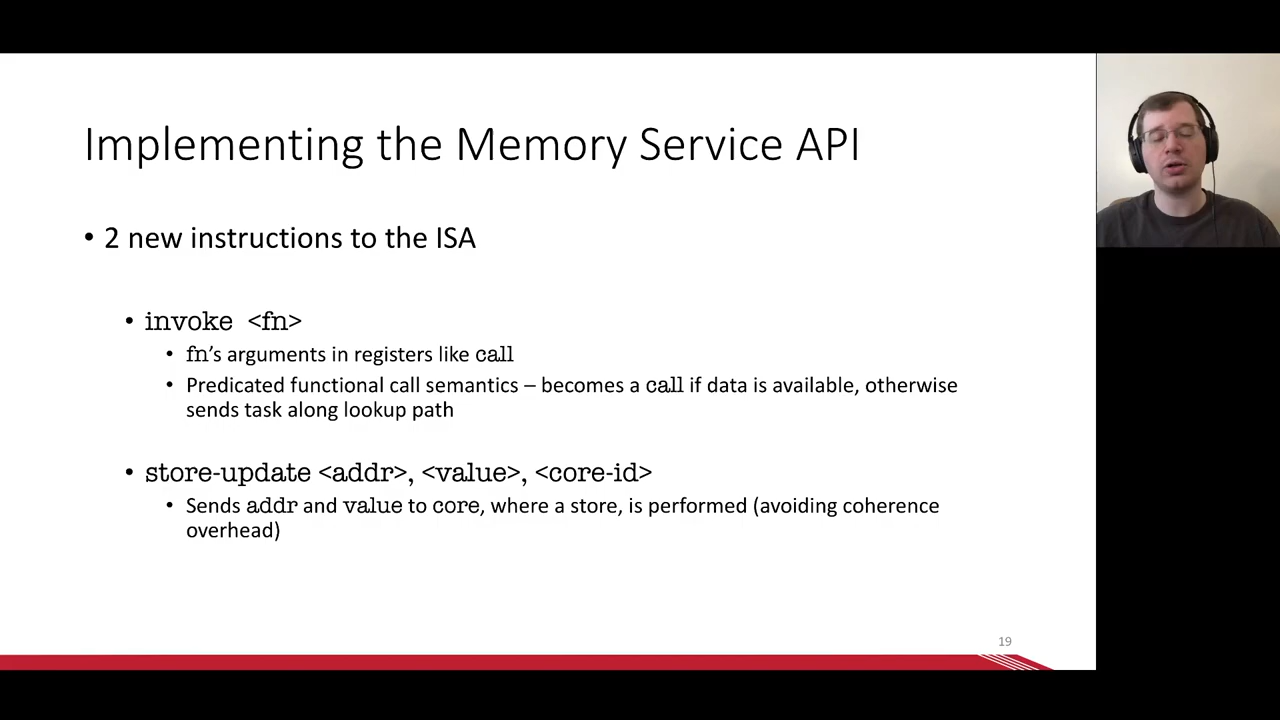 Implementing the Memory Service API
• 2 new instructions to the ISA
• invoke <fn>
• fn's arguments in registers like call
• Predicated functional call semantics – becomes a call if data is available, otherwise
sends task along lookup path
• store-update <addr>, <value>, <core-id>
• Sends addr and value to core, where a store, is performed (avoiding coherence
overhead)
19